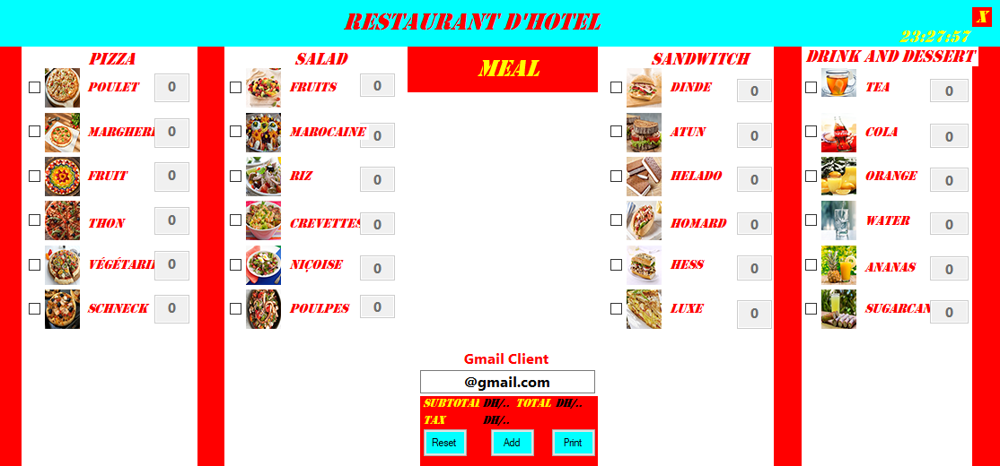 RESTAURANT D'HOTEL
X
23:27:57
PIZZA
POULET 0
MARGHERI 0
FRUIT 0
THON 0
VÉGÉTARI 0
SCHNECK 0
SALAD
FRUITS 0
MAROCAINE 0
RIZ 0
CREVETTES 0
NIÇOISE 0
POULPES 0
MEAL
Gmail Client
@gmail.com
SUBTOTAL DH/.. TOTAL DH/..
TAX DH/..
Reset Add Print
SANDWITCH
DINDE 0
ATUN 0
HELADO 0
HOMARD 0
HESS 0
LUXE 0
DRINK AND DESSERT
TEA 0
COLA 0
ORANGE 0
WATER 0
ANANAS 0
SUGARCAN 0